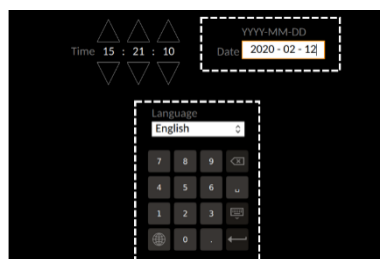 YYYY-MM-DD
Time 15 : 21 : 10
Date 2020 - 02 - 12
Language
English
7 8 9
4 5 6
1 2 3
0 .